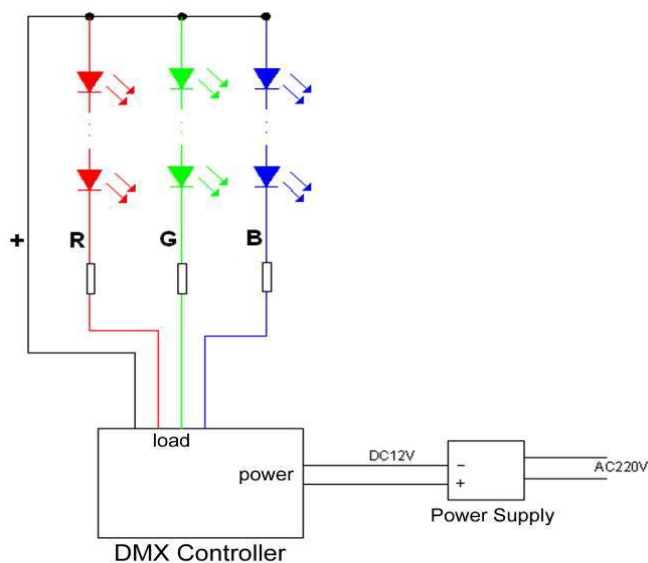 +
R G B
load
power
DC12V
-
+
AC220V
Power Supply
DMX Controller